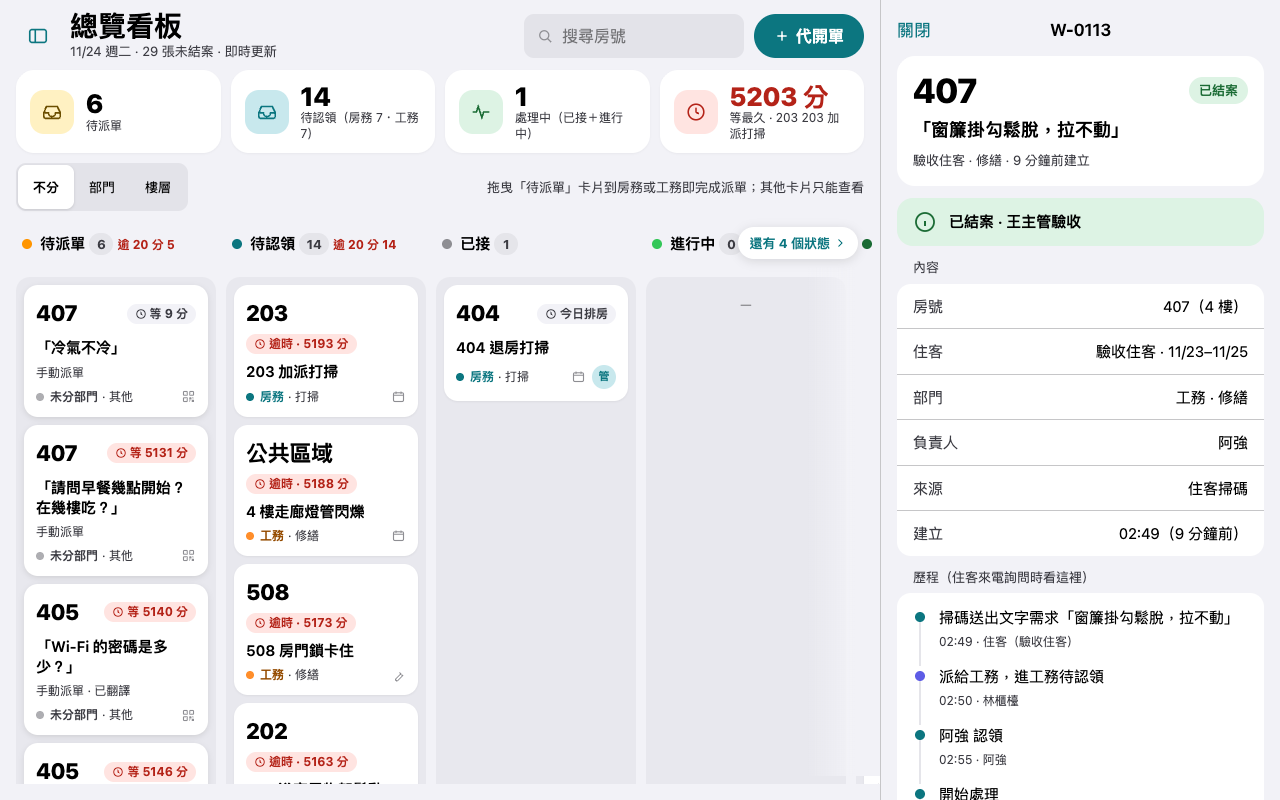 總覽看板
11/24 週二 · 29 張未結案 · 即時更新
搜尋房號
+ 代開單
6
待派單
14
待認領（房務 7 · 工務
7）
1
處理中（已接＋進行
中）
5203 分
等最久 · 203 203 加
派打掃
不分
部門
樓層
拖曳「待派單」卡片到房務或工務即完成派單；其他卡片只能查看
待派單 6 逾 20 分 5
待認領 14 逾 20 分 14
已接 1
進行中 0
還有 4 個狀態
407
等 9 分
「冷氣不冷」
手動派單
未分部門 · 其他
407
等 5131 分
「請問早餐幾點開始？
在幾樓吃？」
手動派單
未分部門 · 其他
405
等 5140 分
「Wi-Fi 的密碼是多
少？」
手動派單 · 已翻譯
未分部門 · 其他
405
等 5146 分
203
逾時 · 5193 分
203 加派打掃
房務 · 打掃
公共區域
逾時 · 5188 分
4 樓走廊燈管閃爍
工務 · 修繕
508
逾時 · 5173 分
508 房門鎖卡住
工務 · 修繕
202
逾時 · 5163 分
404
今日排房
404 退房打掃
房務 · 打掃
管
—
關閉
W-0113
407
已結案
「窗簾掛勾鬆脫，拉不動」
驗收住客 · 修繕 · 9 分鐘前建立
已結案 · 王主管驗收
內容
房號
407（4 樓）
住客
驗收住客 · 11/23–11/25
部門
工務 · 修繕
負責人
阿強
來源
住客掃碼
建立
02:49（9 分鐘前）
歷程（住客來電詢問時看這裡）
掃碼送出文字需求「窗簾掛勾鬆脫，拉不動」
02:49 · 住客（驗收住客）
派給工務，進工務待認領
02:50 · 林櫃檯
阿強 認領
02:55 · 阿強
開始處理